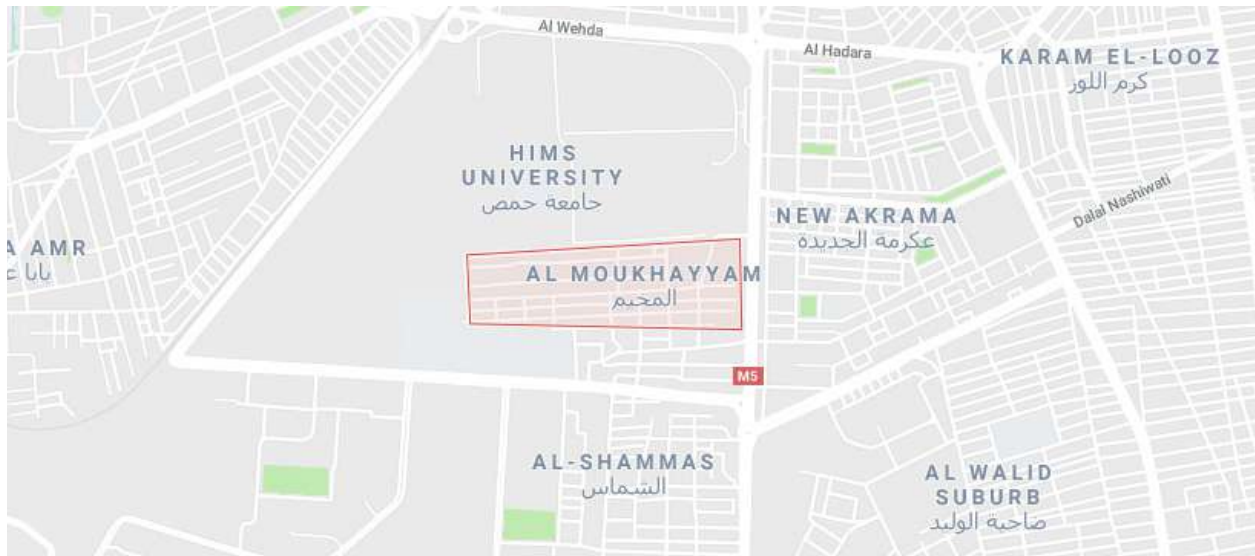 Al Wehda
Al Hadara
KARAM EL-LOOZ
كرم اللوز
HIMS
UNIVERSITY
جامعة حمص
Dalal Nashiwati
NEW AKRAMA
عكرمة الجديدة
A AMR
بابا ع
AL MOUKHAYYAM
المخيم
M5
AL-SHAMMAS
الشماس
AL WALID
SUBURB
ضاحية الوليد